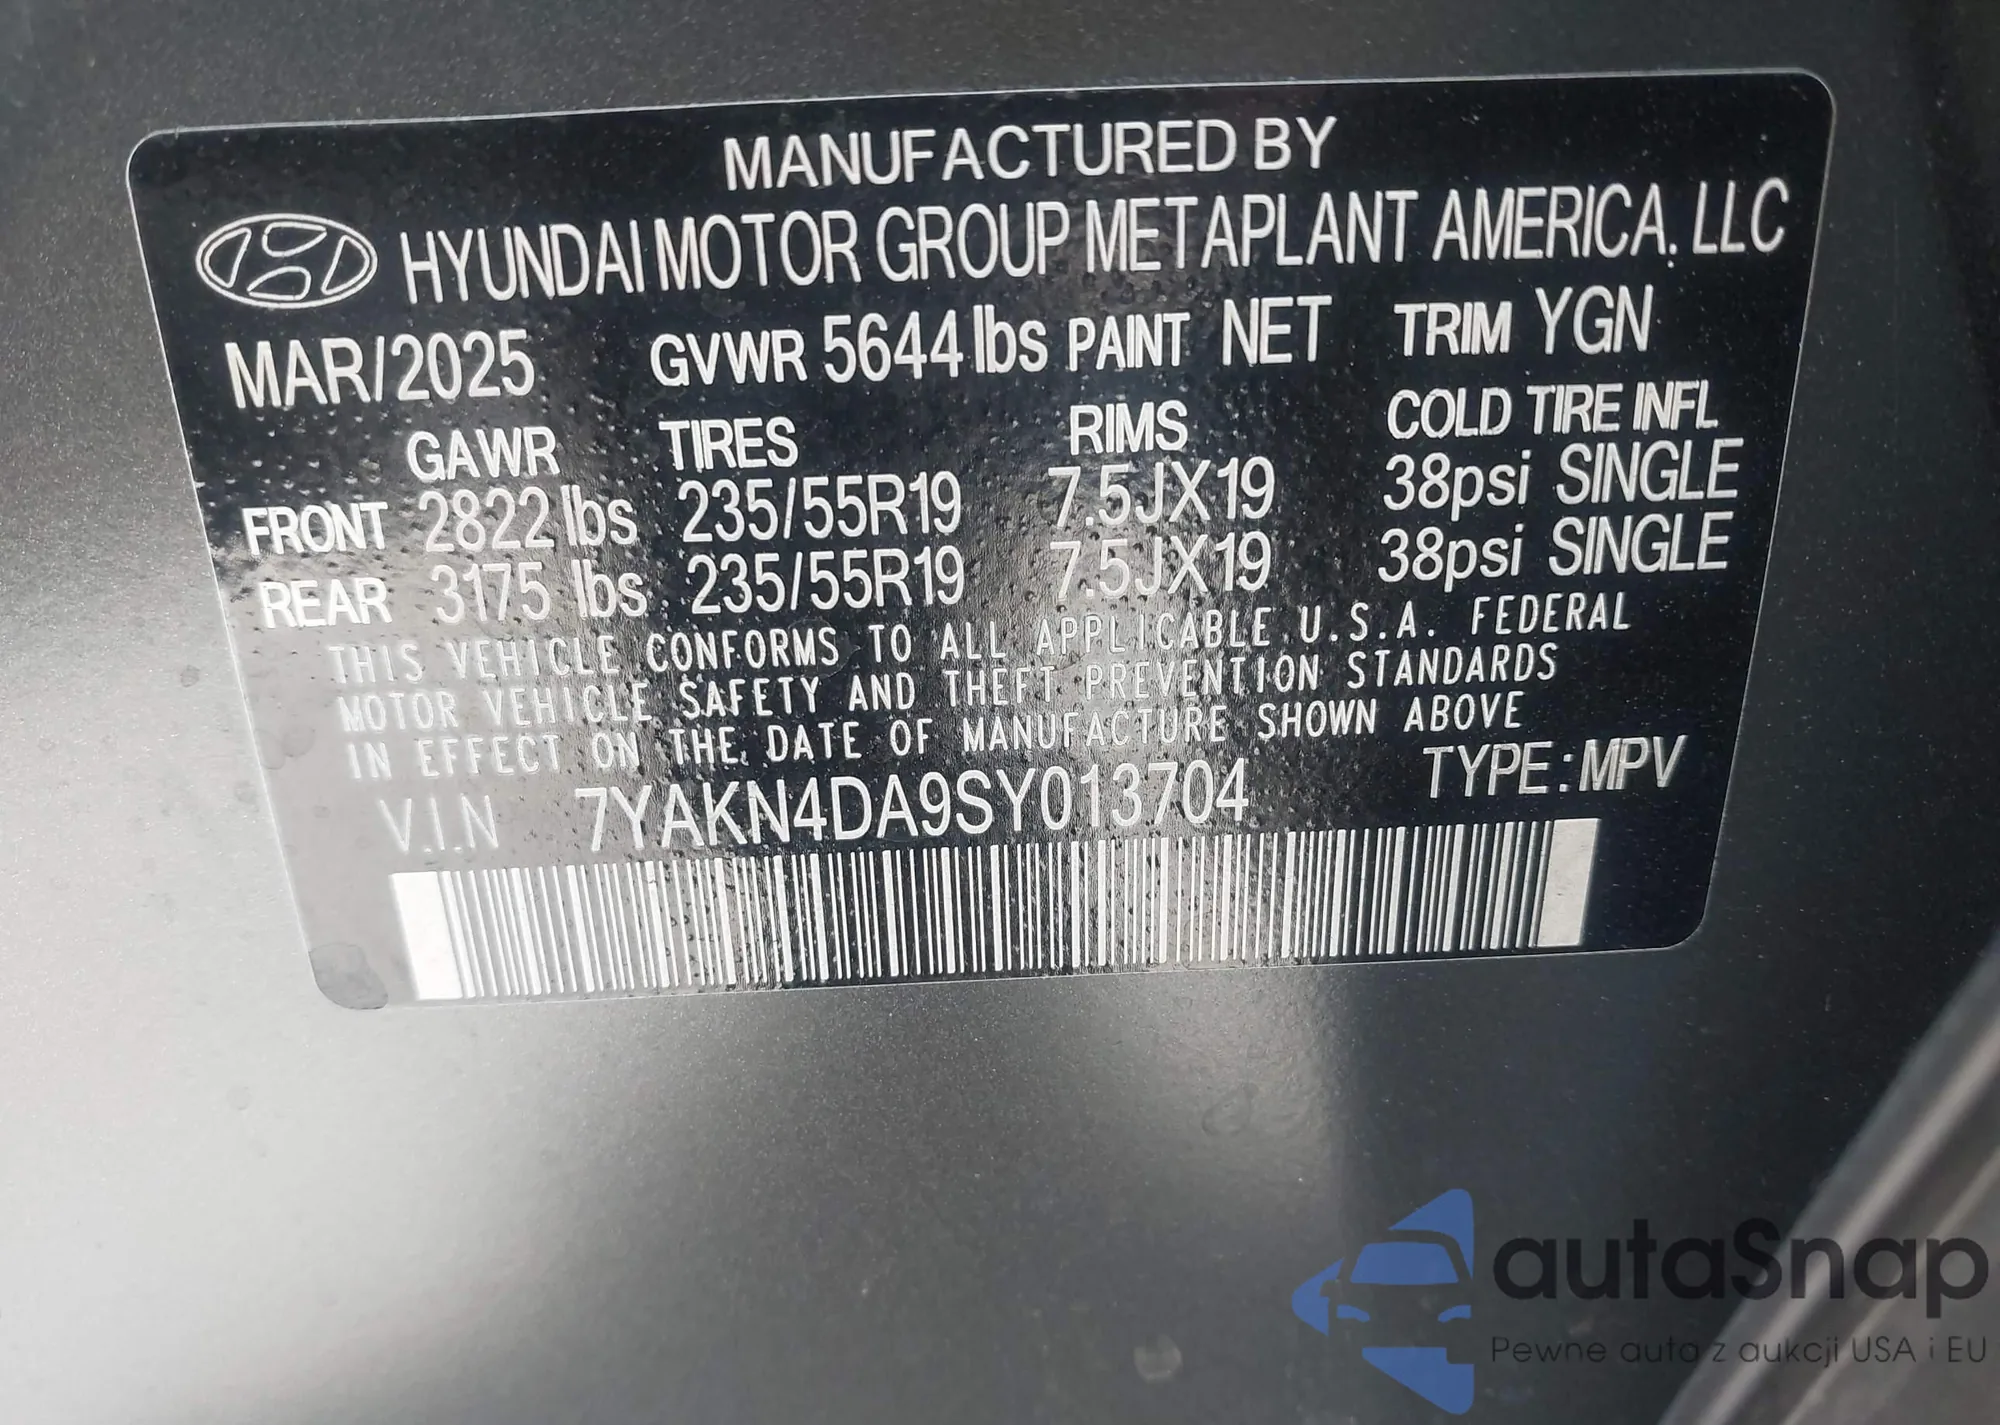 MANUFACTURED BY
HYUNDAI MOTOR GROUP METAPLANT AMERICA, LLC
MAR/2025 GVWR 5644 lbs PAINT NET TRIM YGN
GAWR TIRES RIMS COLD TIRE INFL
FRONT 2822 lbs 235/55R19 7.5JX19 38psi SINGLE
REAR 3175 lbs 235/55R19 7.5JX19 38psi SINGLE
THIS VEHICLE CONFORMS TO ALL APPLICABLE U.S.A. FEDERAL
MOTOR VEHICLE SAFETY AND THEFT PREVENTION STANDARDS
IN EFFECT ON THE DATE OF MANUFACTURE SHOWN ABOVE
V.I.N 7YAKN4DA9SY013704 TYPE:MPV
autaSnap
Pewne auta z aukcji USA i EU